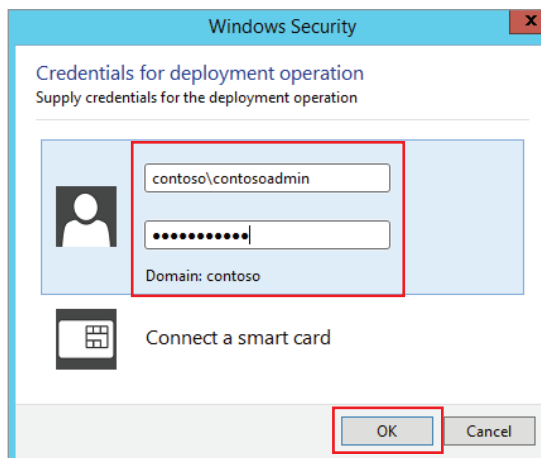 Windows Security
x
Credentials for deployment operation
Supply credentials for the deployment operation
contoso\contosoadmin
●●●●●●●●●●●
Domain: contoso
Connect a smart card
OK
Cancel